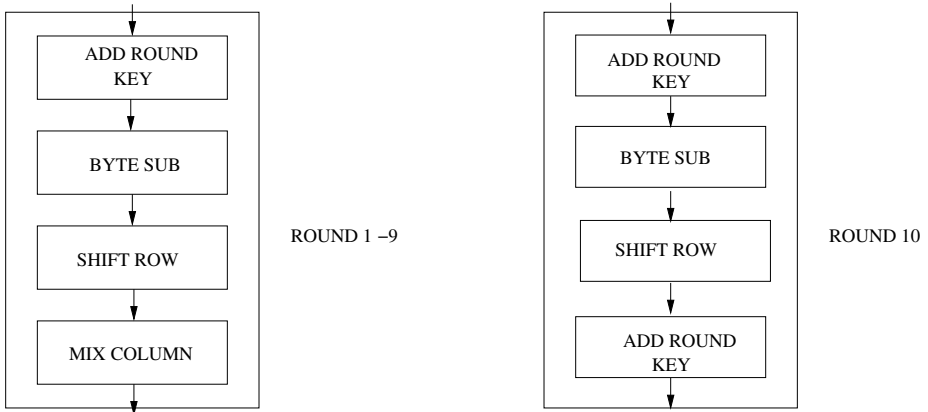 ADD ROUND
KEY
BYTE SUB
SHIFT ROW
MIX COLUMN
ROUND 1 –9
ADD ROUND
KEY
BYTE SUB
SHIFT ROW
ADD ROUND
KEY
ROUND 10